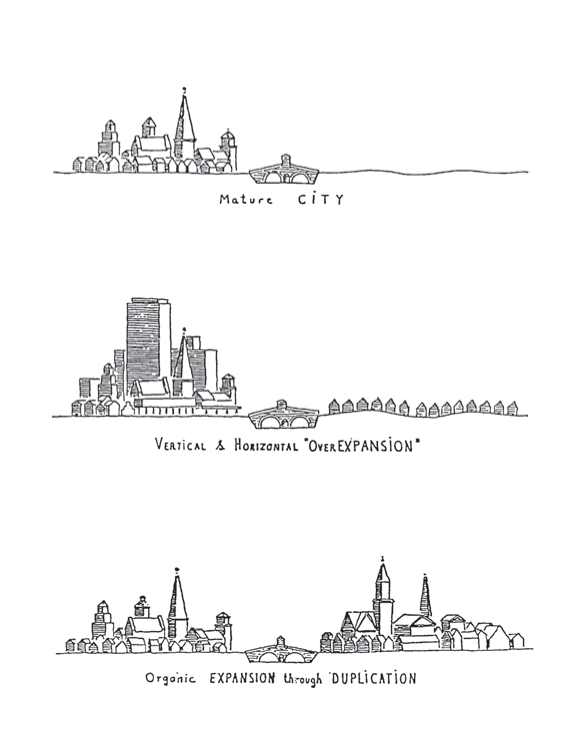 Mature CITY
VERTICAL & HORIZONTAL "OVEREXPANSION"
Organic EXPANSION through DUPLICATION